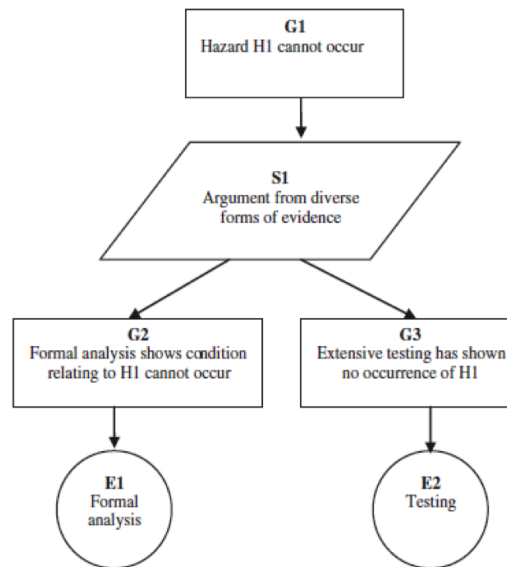 G1
Hazard H1 cannot occur
S1
Argument from diverse
forms of evidence
G2
Formal analysis shows condition
relating to H1 cannot occur
G3
Extensive testing has shown
no occurrence of H1
E1
Formal
analysis
E2
Testing